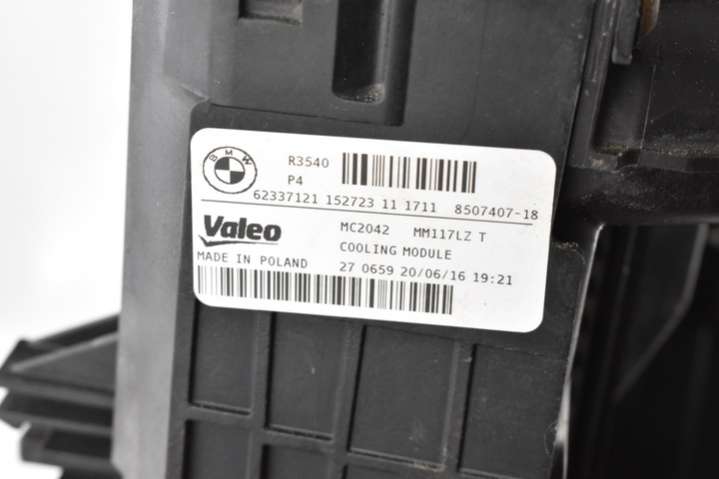 BMW
R3540
P4
62337121 152723 11 1711 8507407-18
Valeo
MC2042 MM117LZ T
COOLING MODULE
MADE IN POLAND
27 0659 20/06/16 19:21